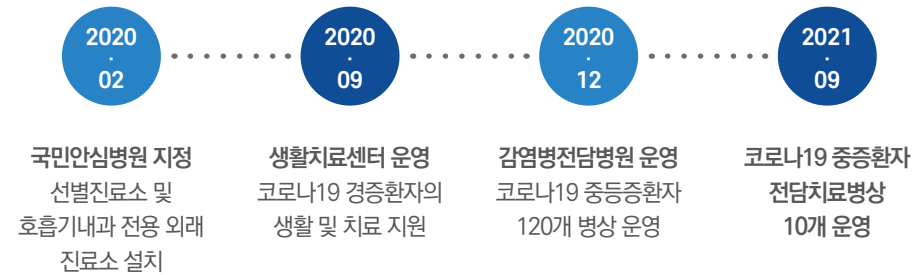 2020
·
02
2020
·
09
2020
·
12
2021
·
09
국민안심병원 지정
선별진료소 및
호흡기내과 전용 외래
진료소 설치
생활치료센터 운영
코로나19 경증환자의
생활 및 치료 지원
감염병전담병원 운영
코로나19 중등증환자
120개 병상 운영
코로나19 중증환자
전담치료병상
10개 운영